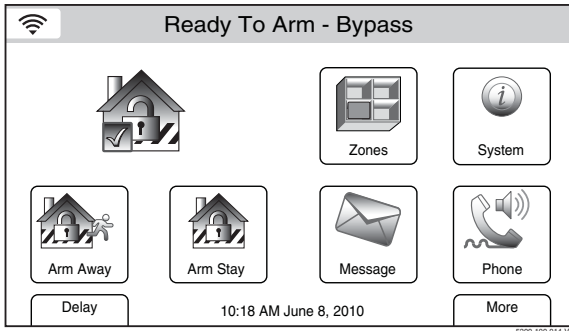 Ready To Arm - Bypass
Zones
System
Arm Away
Arm Stay
Message
Phone
Delay
10:18 AM June 8, 2010
More